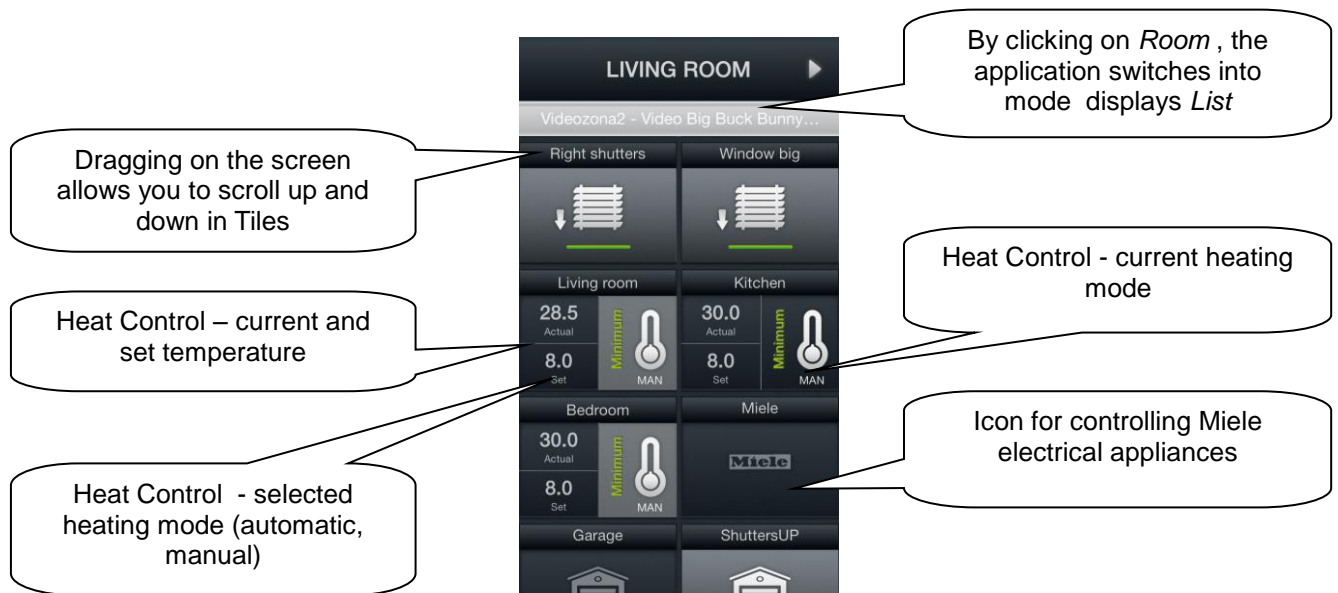 By clicking on Room , the
application switches into
mode displays List
LIVING ROOM
Videozona2 - Video Big Buck Bunny...
Dragging on the screen
allows you to scroll up and
down in Tiles
Right shutters
Window big
Heat Control - current heating
mode
Living room
Kitchen
28.5
Actual
8.0
Set
Minimum
MAN
30.0
Actual
8.0
Set
Minimum
MAN
Heat Control – current and
set temperature
Bedroom
Miele
30.0
Actual
8.0
Set
Minimum
MAN
Miele
Icon for controlling Miele
electrical appliances
Heat Control - selected
heating mode (automatic,
manual)
Garage
ShuttersUP